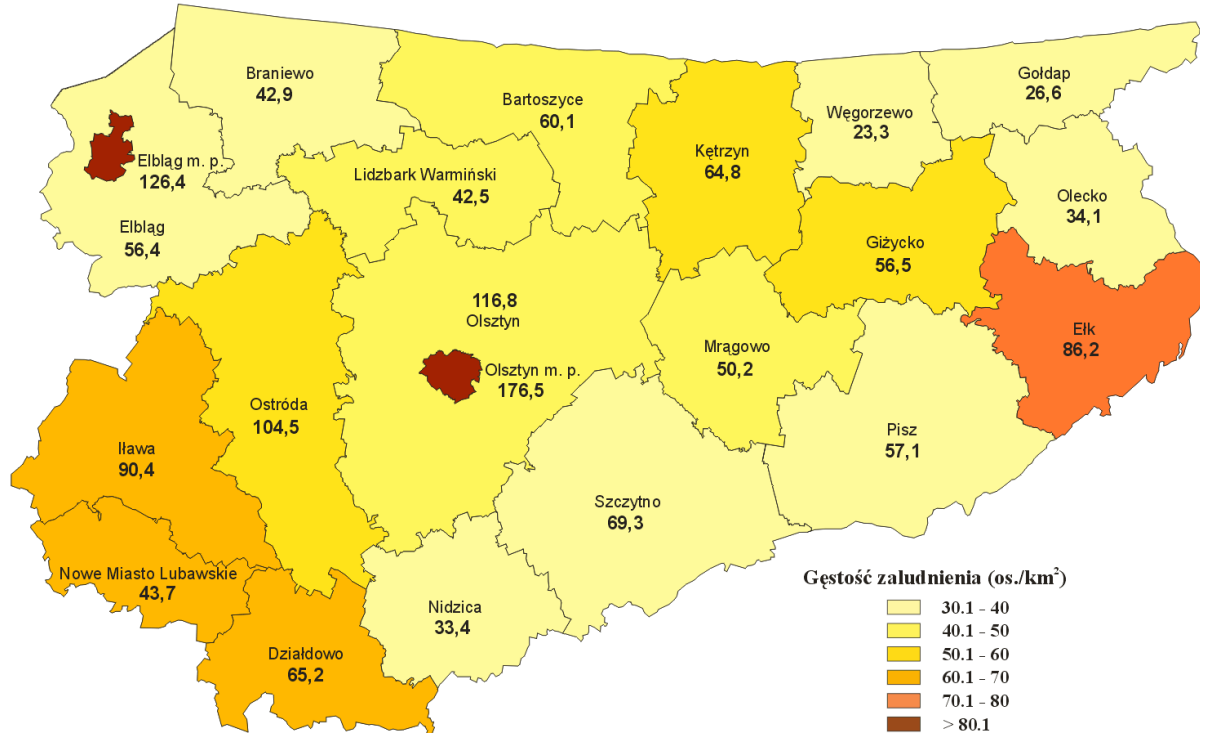 Braniewo
42,9
Bartoszyce
60,1
Gołdap
26,6
Węgorzewo
23,3
Elbląg m. p.
126,4
Kętrzyn
64,8
Lidzbark Warmiński
42,5
Olecko
34,1
Elbląg
56,4
Giżycko
56,5
116,8
Olsztyn
Ełk
86,2
Mrągowo
50,2
Olsztyn m. p.
176,5
Ostróda
104,5
Pisz
57,1
Iława
90,4
Szczytno
69,3
Nowe Miasto Lubawskie
43,7
Nidzica
33,4
Działdowo
65,2
Gęstość zaludnienia (os./km²)
30.1 – 40
40.1 – 50
50.1 – 60
60.1 – 70
70.1 – 80
> 80.1